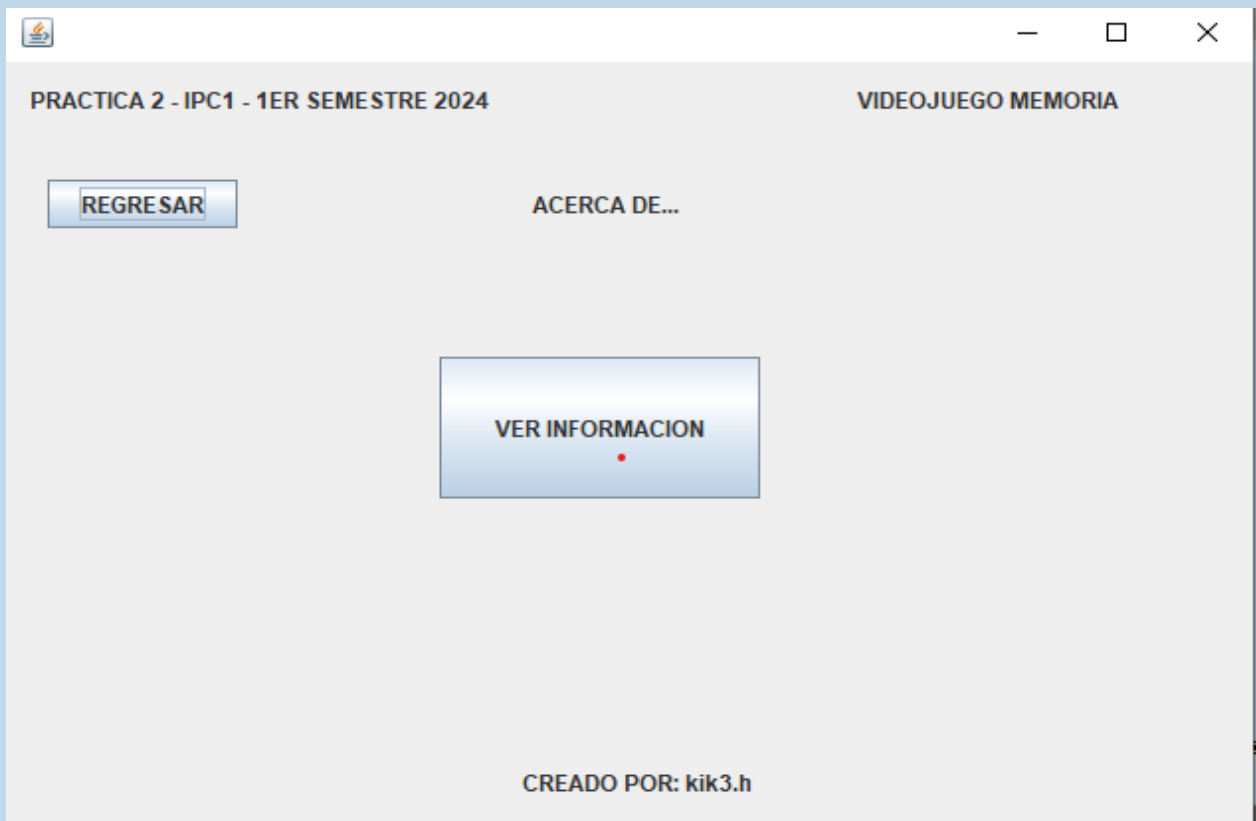 PRACTICA 2 - IPC1 - 1ER SEMESTRE 2024
VIDEOJUEGO MEMORIA
REGRESAR
ACERCA DE...
VER INFORMACION
CREADO POR: kik3.h